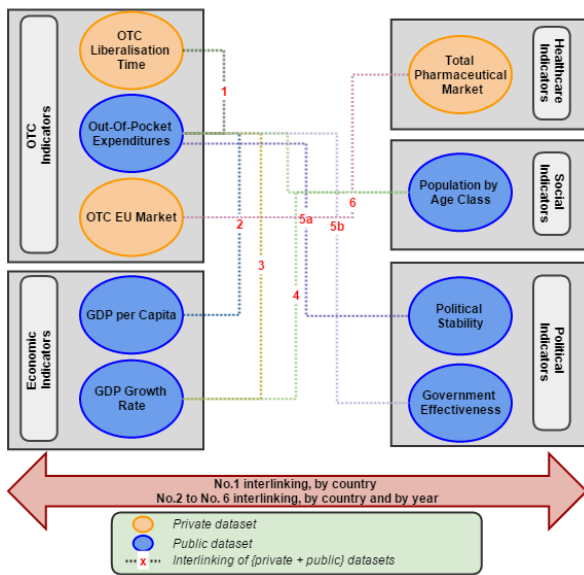 OTC
Liberalisation
Time
Out-Of-Pocket
Expenditures
OTC EU Market
OTC
Indicators
GDP per Capita
GDP Growth
Rate
Economic
Indicators
1
2
3
4
5a
5b
6
Total
Pharmaceutical
Market
Healthcare
Indicators
Population by
Age Class
Social
Indicators
Political
Stability
Government
Effectiveness
Political
Indicators
No.1 interlinking, by country
No.2 to No. 6 interlinking, by country and by year
Private dataset
Public dataset
x Interlinking of {private + public} datasets